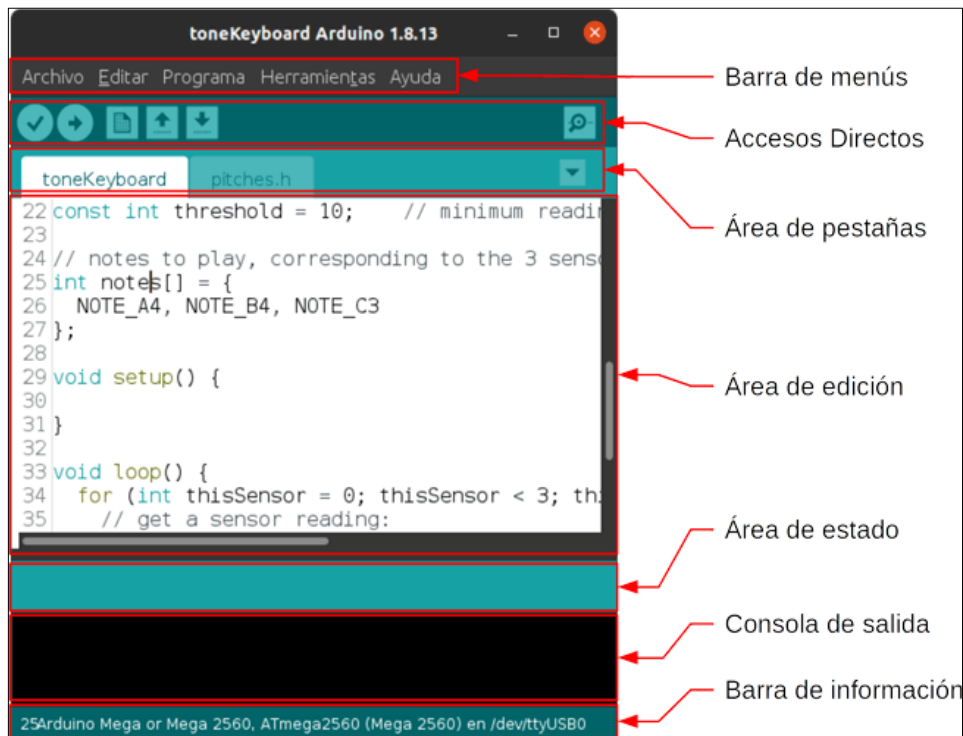 toneKeyboard Arduino 1.8.13
Archivo Editar Programa Herramientas Ayuda
Barra de menús
Accesos Directos
toneKeyboard pitches.h
Área de pestañas
22 const int threshold = 10; // minimum readin
23
24 // notes to play, corresponding to the 3 senso
25 int notes[] = {
26 NOTE_A4, NOTE_B4, NOTE_C3
27 };
28
29 void setup() {
30
31 }
32
33 void loop() {
34 for (int thisSensor = 0; thisSensor < 3; thi
35 // get a sensor reading:
Área de edición
Área de estado
Consola de salida
Barra de información
25Arduino Mega or Mega 2560, ATmega2560 (Mega 2560) en /dev/ttyUSB0